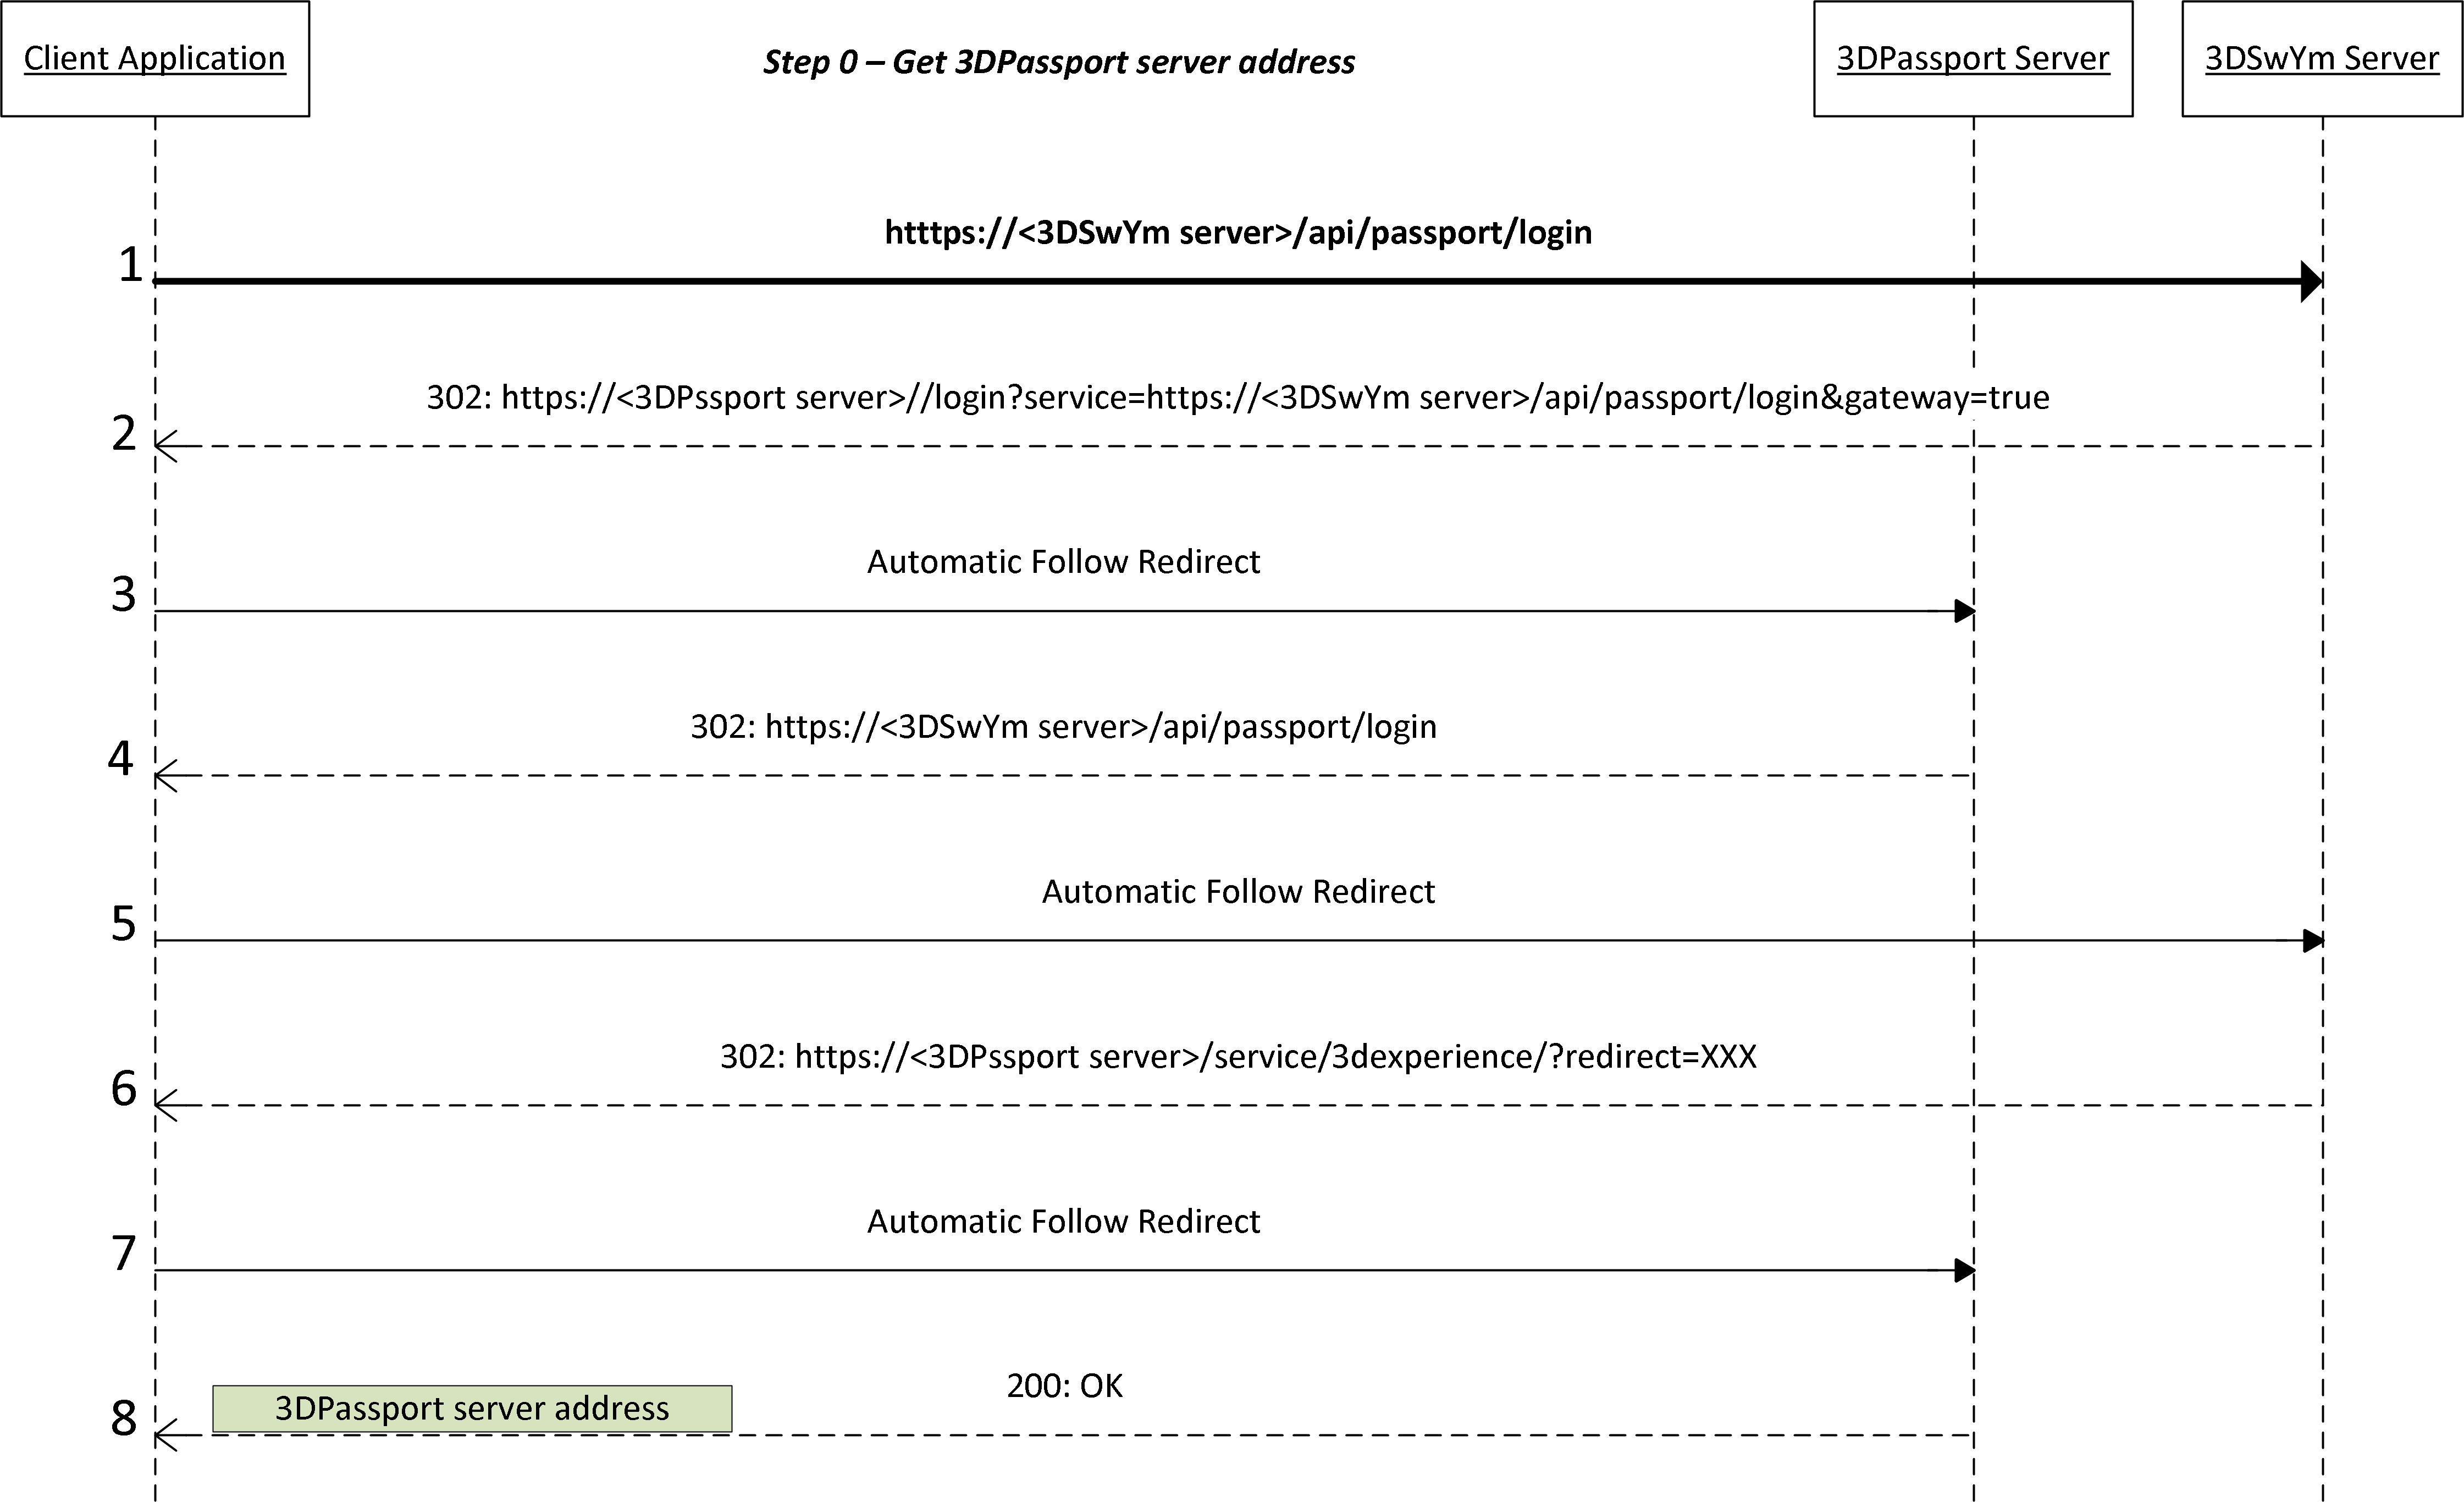 Client Application
Step 0 – Get 3DPassport server address
3DPassport Server
3DSwYm Server
1
htttps://<3DSwYm server>/api/passport/login
2
302: https://<3DPssport server>//login?service=https://<3DSwYm server>/api/passport/login&gateway=true
3
Automatic Follow Redirect
4
302: https://<3DSwYm server>/api/passport/login
5
Automatic Follow Redirect
6
302: https://<3DPssport server>/service/3dexperience/?redirect=XXX
7
Automatic Follow Redirect
8
3DPassport server address
200: OK